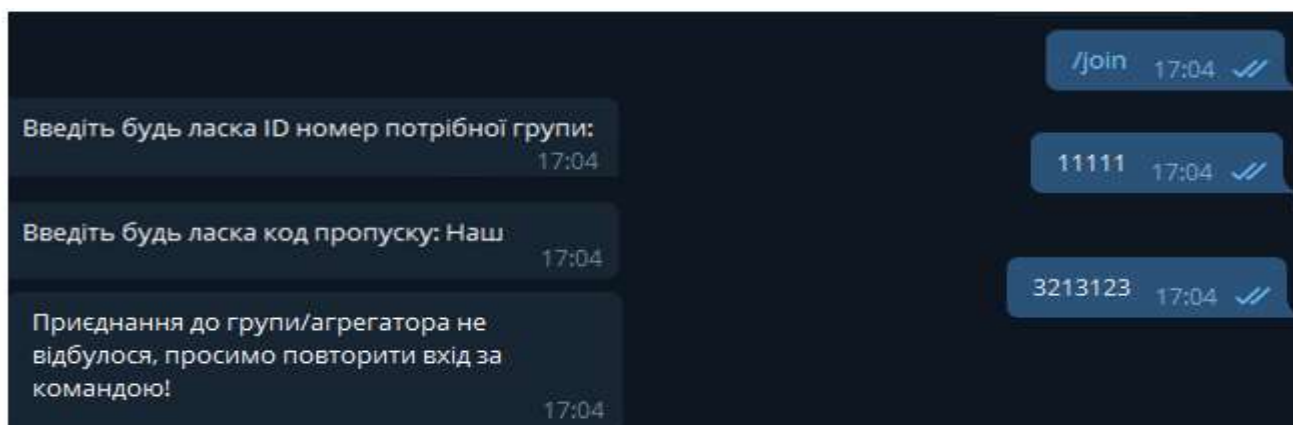 /join 17:04
Введіть будь ласка ID номер потрібної групи:
17:04
11111 17:04
Введіть будь ласка код пропуску: Наш
17:04
3213123 17:04
Приєднання до групи/агрегатора не
відбулося, просимо повторити вхід за
командою!
17:04